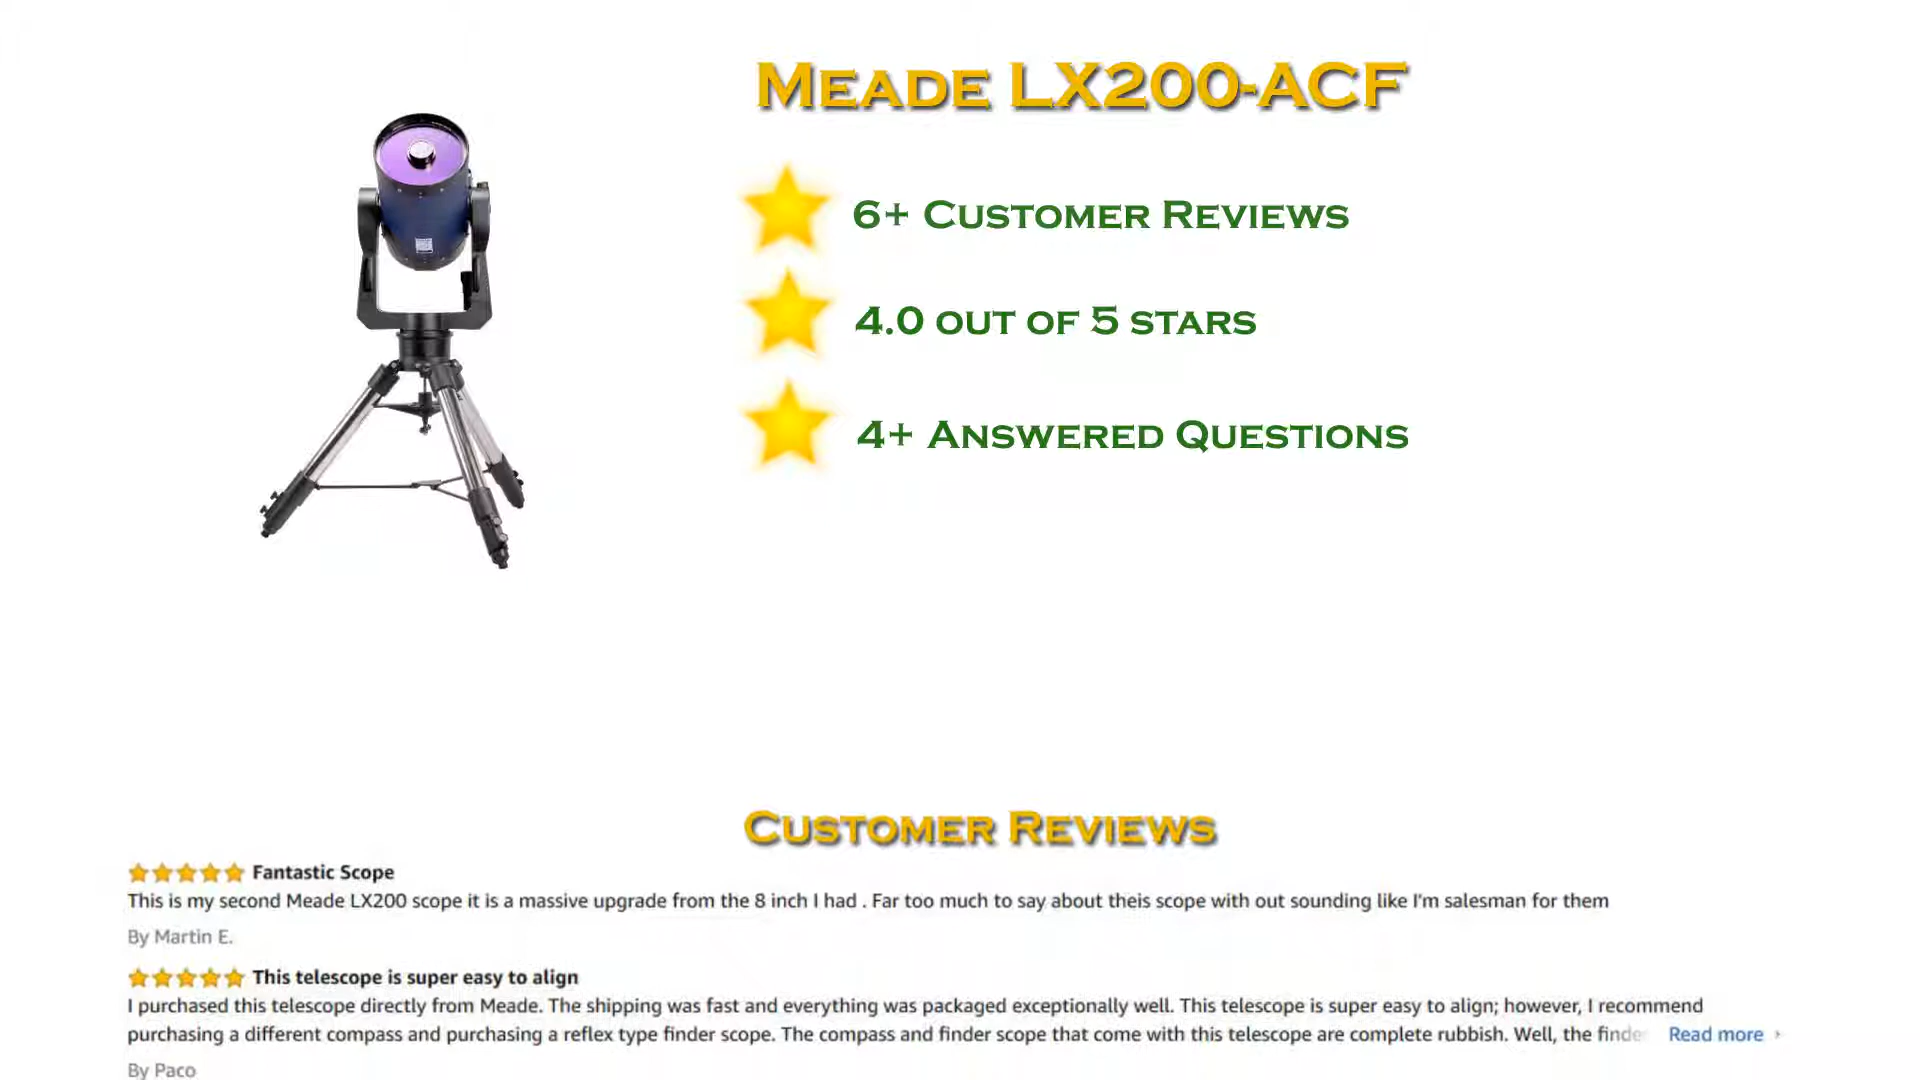 Meade LX200-ACF
6+ Customer Reviews
4.0 out of 5 stars
4+ Answered Questions
Customer Reviews
Fantastic Scope
This is my second Meade LX200 scope it is a massive upgrade from the 8 inch I had . Far too much to say about theis scope with out sounding like I'm salesman for them
By Martin E.
This telescope is super easy to align
I purchased this telescope directly from Meade. The shipping was fast and everything was packaged exceptionally well. This telescope is super easy to align; however, I recommend
purchasing a different compass and purchasing a reflex type finder scope. The compass and finder scope that come with this telescope are complete rubbish. Well, the finde Read more
By Paco